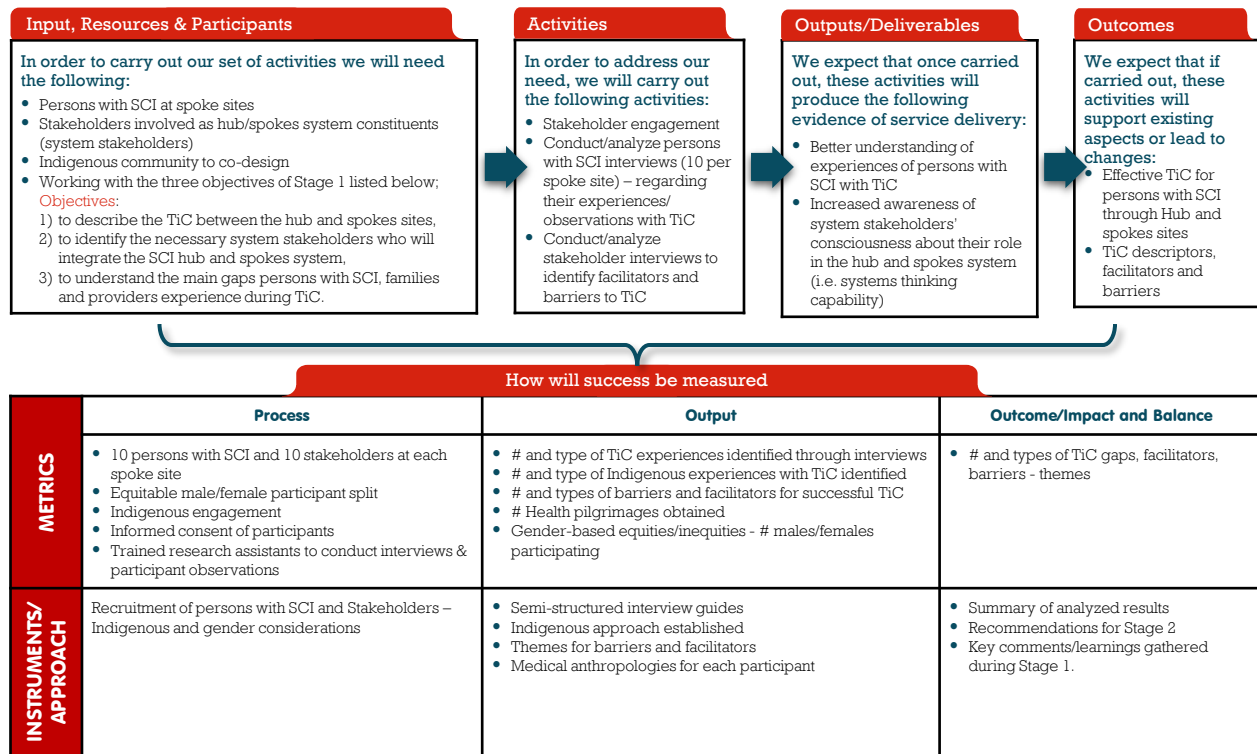 Input, Resources & Participants
In order to carry out our set of activities we will need
the following:
• Persons with SCI at spoke sites
• Stakeholders involved as hub/spokes system constituents
(system stakeholders)
• Indigenous community to co-design
• Working with the three objectives of Stage 1 listed below;
Objectives:
1) to describe the TiC between the hub and spokes sites,
2) to identify the necessary system stakeholders who will
integrate the SCI hub and spokes system,
3) to understand the main gaps persons with SCI, families
and providers experience during TiC.
Activities
In order to address our
need, we will carry out
the following activities:
• Stakeholder engagement
• Conduct/analyze persons
with SCI interviews (10 per
spoke site) – regarding
their experiences/
observations with TiC
• Conduct/analyze
stakeholder interviews to
identify facilitators and
barriers to TiC
Outputs/Deliverables
We expect that once carried
out, these activities will
produce the following
evidence of service delivery:
• Better understanding of
experiences of persons with
SCI with TiC
• Increased awareness of
system stakeholders’
consciousness about their role
in the hub and spokes system
(i.e. systems thinking
capability)
Outcomes
We expect that if
carried out, these
activities will
support existing
aspects or lead to
changes:
• Effective TiC for
persons with SCI
through Hub and
spokes sites
• TiC descriptors,
facilitators and
barriers
How will success be measured
Process
Output
Outcome/Impact and Balance
METRICS
• 10 persons with SCI and 10 stakeholders at each
spoke site
• Equitable male/female participant split
• Indigenous engagement
• Informed consent of participants
• Trained research assistants to conduct interviews &
participant observations
• # and type of TiC experiences identified through interviews
• # and type of Indigenous experiences with TiC identified
• # and types of barriers and facilitators for successful TiC
• # Health pilgrimages obtained
• Gender-based equities/inequities - # males/females
participating
• # and types of TiC gaps, facilitators,
barriers - themes
INSTRUMENTS/
APPROACH
Recruitment of persons with SCI and Stakeholders –
Indigenous and gender considerations
• Semi-structured interview guides
• Indigenous approach established
• Themes for barriers and facilitators
• Medical anthropologies for each participant
• Summary of analyzed results
• Recommendations for Stage 2
• Key comments/learnings gathered
during Stage 1.